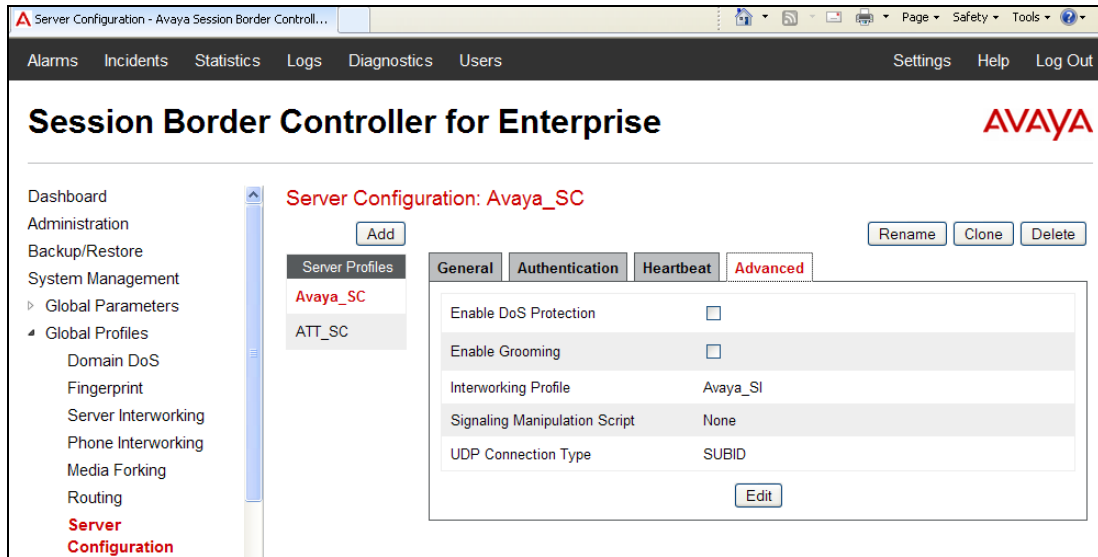 Server Configuration - Avaya Session Border Controll...
Page Safety Tools
Alarms Incidents Statistics Logs Diagnostics Users Settings Help Log Out
Session Border Controller for Enterprise
AVAYA
Dashboard
Administration
Backup/Restore
System Management
Global Parameters
Global Profiles
Domain DoS
Fingerprint
Server Interworking
Phone Interworking
Media Forking
Routing
Server
Configuration
Server Configuration: Avaya_SC
Add
Rename Clone Delete
Server Profiles
Avaya_SC
ATT_SC
General Authentication Heartbeat Advanced
Enable DoS Protection
Enable Grooming
Interworking Profile Avaya_SI
Signaling Manipulation Script None
UDP Connection Type SUBID
Edit